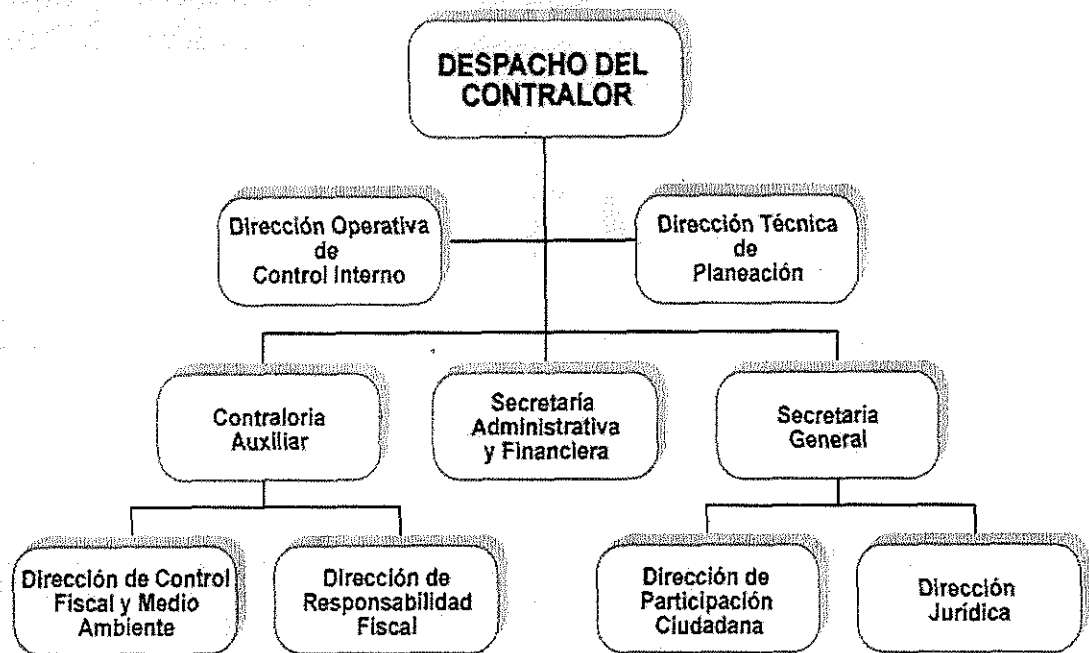 DESPACHO DEL
CONTRALOR
Dirección Operativa
de
Control Interno
Dirección Técnica
de
Planeación
Contraloria
Auxiliar
Secretaría
Administrativa
y Financiera
Secretaria
General
Dirección de Control
Fiscal y Medio
Ambiente
Dirección de
Responsabilidad
Fiscal
Dirección de
Participación
Ciudadana
Dirección
Jurídica